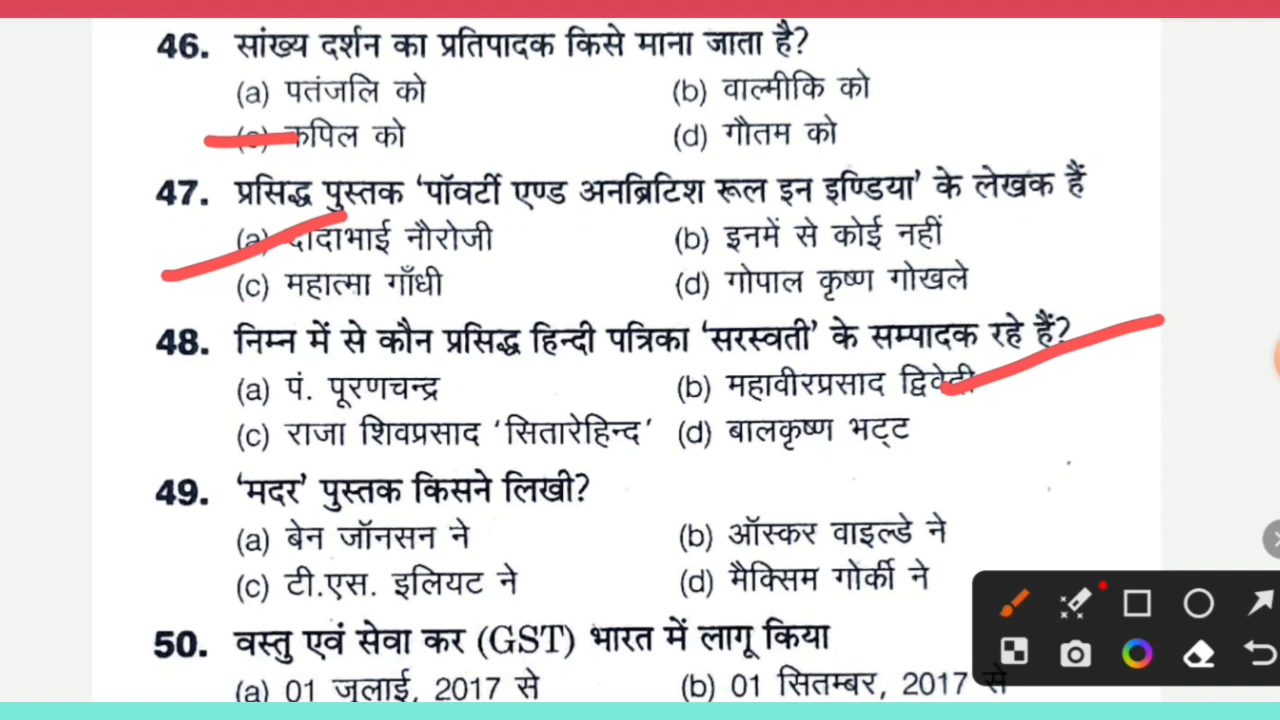 46. सांख्य दर्शन का प्रतिपादक किसे माना जाता है?
(a) पतंजलि को (b) वाल्मीकि को
(c) कपिल को (d) गौतम को
47. प्रसिद्ध पुस्तक ‘पॉवर्टी एण्ड अनब्रिटिश रूल इन इण्डिया’ के लेखक हैं
(a) दादाभाई नौरोजी (b) इनमें से कोई नहीं
(c) महात्मा गाँधी (d) गोपाल कृष्ण गोखले
48. निम्न में से कौन प्रसिद्ध हिन्दी पत्रिका ‘सरस्वती’ के सम्पादक रहे हैं?
(a) पं. पूरणचन्द्र (b) महावीरप्रसाद द्विवेदी
(c) राजा शिवप्रसाद ‘सितारेहिन्द’ (d) बालकृष्ण भट्ट
49. ‘मदर’ पुस्तक किसने लिखी?
(a) बेन जॉनसन ने (b) ऑस्कर वाइल्डे ने
(c) टी.एस. इलियट ने (d) मैक्सिम गोर्की ने
50. वस्तु एवं सेवा कर (GST) भारत में लागू किया
(a) 01 जुलाई, 2017 से (b) 01 सितम्बर, 2017 से